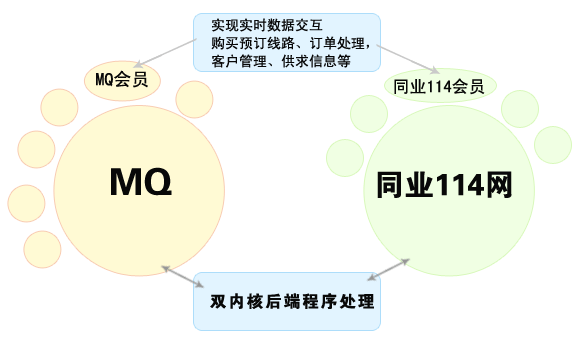 实现实时数据交互
购买预订线路、订单处理，
客户管理、供求信息等
MQ会员
同业114会员
MQ
同业114网
双内核后端程序处理